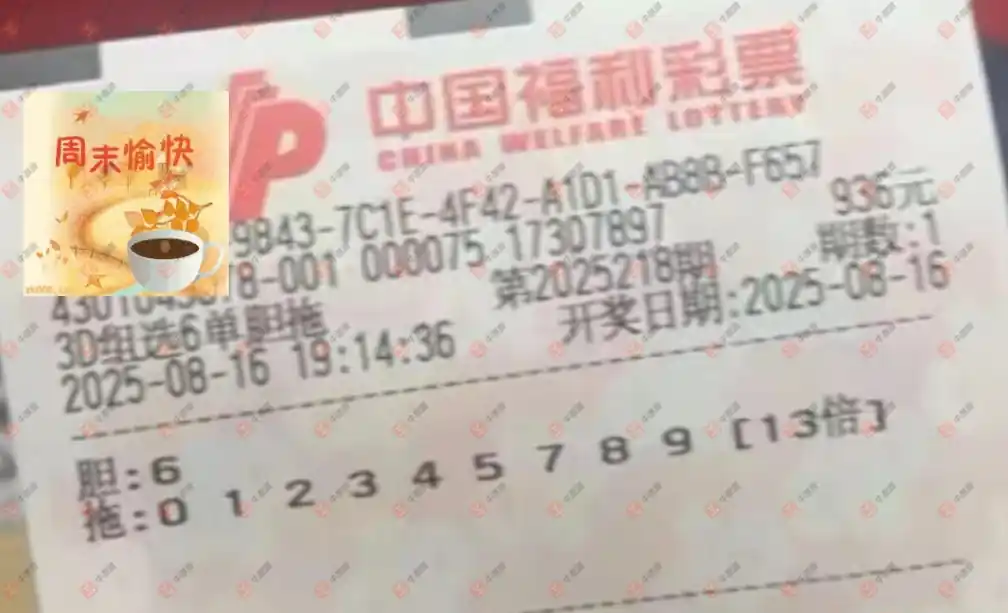 中国福利彩票
CHINA WELFARE LOTTERY
周末愉快
9843-7C1E-4F42-A1D1-AB8B-F657
000075 17307897 936元
3D组选6单胆拖 第2025218期 期数:1
2025-08-16 19:14:36 开奖日期:2025-08-16
胆:6
拖:0 1 2 3 4 5 7 8 9 [13倍]